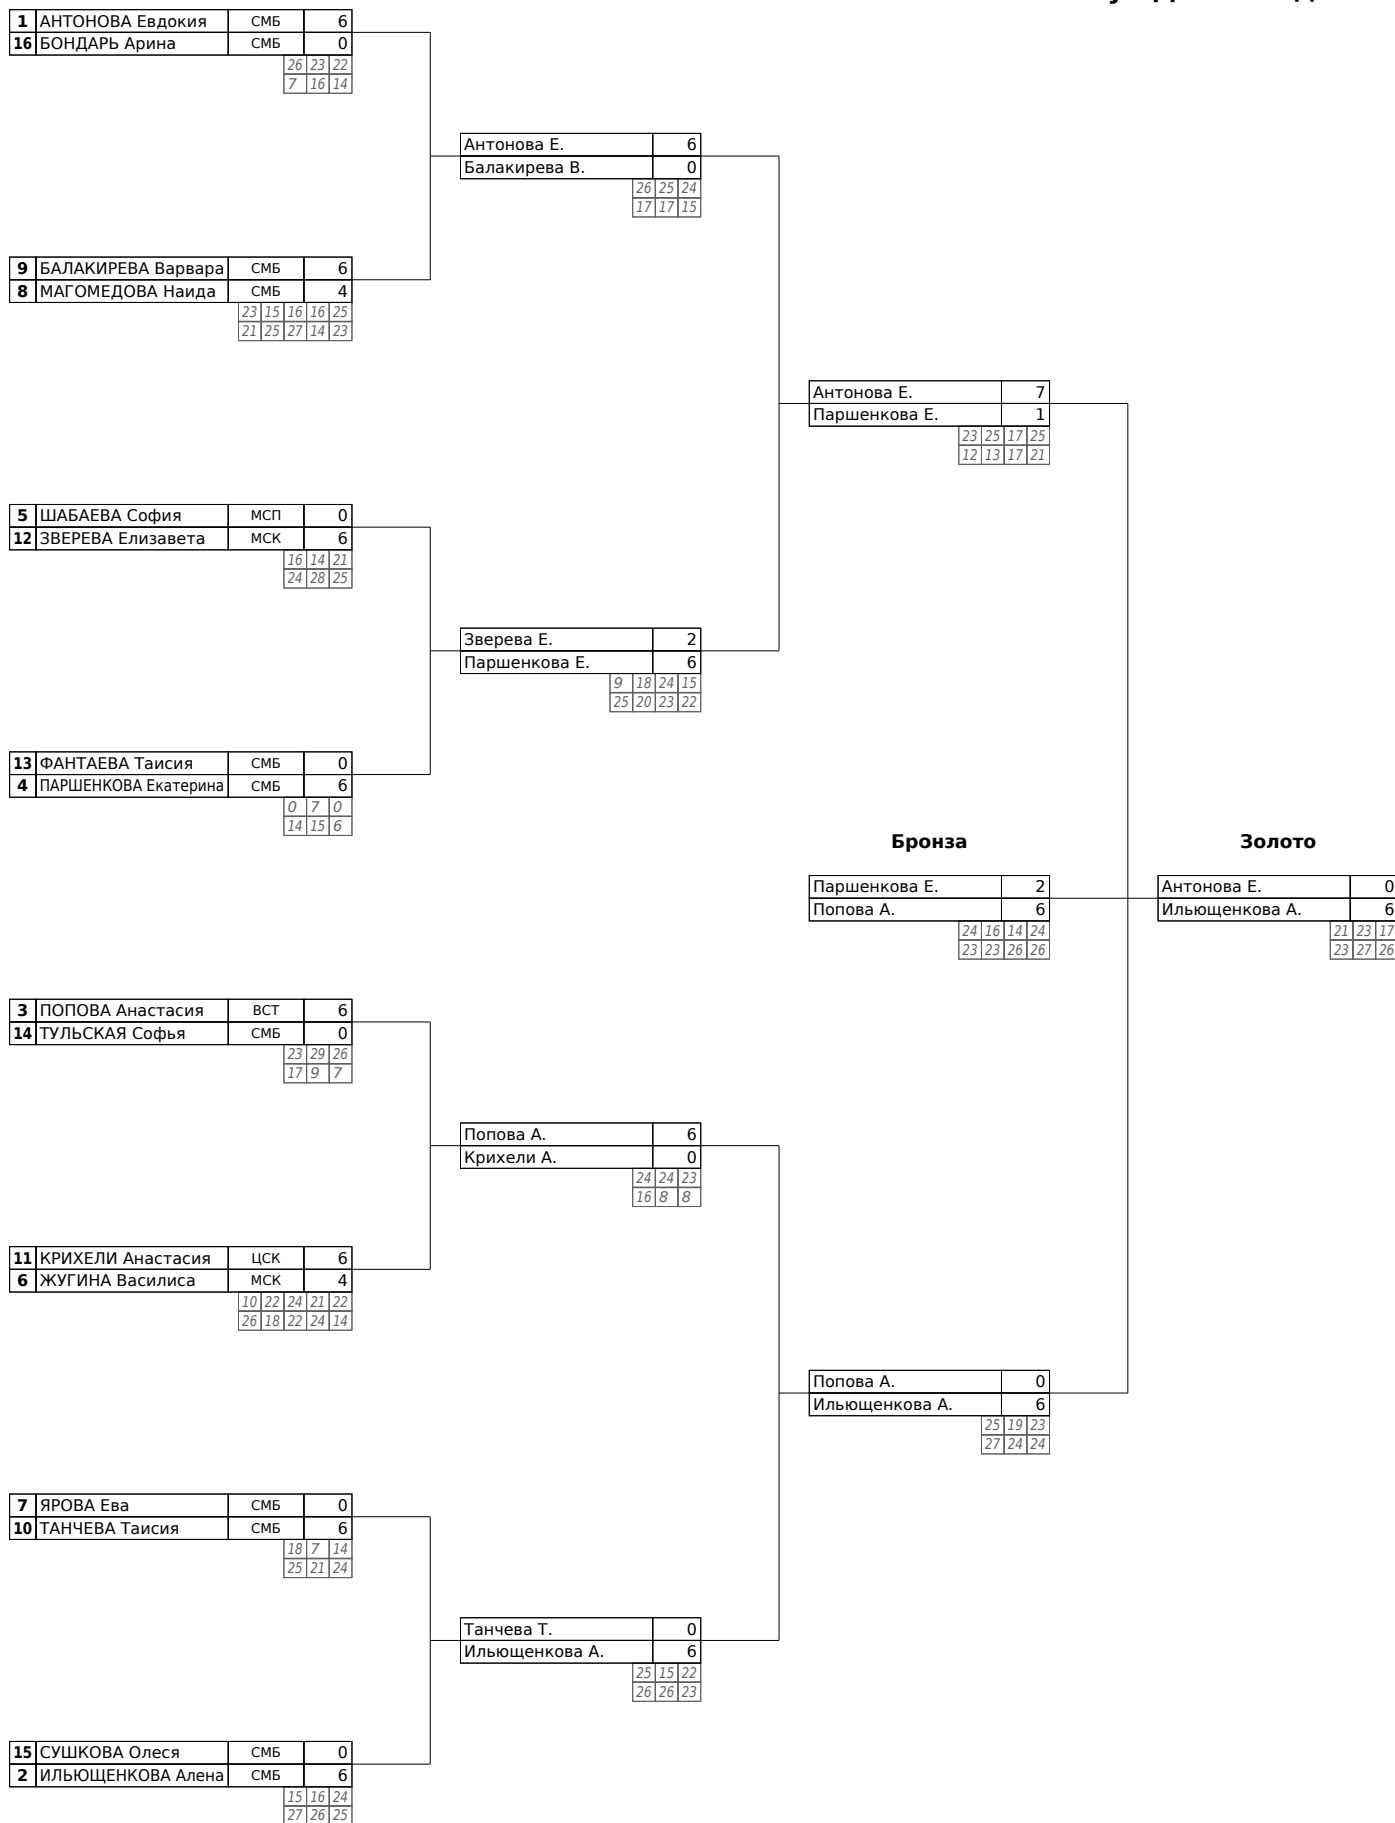 1 АНТОНОВА Евдокия СМБ 6
16 БОНДАРЬ Арина СМБ 0
26 23 22
7 16 14
Антонова Е. 6
Балакирева В. 0
26 25 24
17 17 15
9 БАЛАКИРЕВА Варвара СМБ 6
8 МАГОМЕДОВА Наида СМБ 4
23 15 16 16 25
21 25 27 14 23
Антонова Е. 7
Паршенкова Е. 1
23 25 17 25
12 13 17 21
5 ШАБАЕВА София МСП 0
12 ЗВЕРЕВА Елизавета МСК 6
16 14 21
24 28 25
Зверева Е. 2
Паршенкова Е. 6
9 18 24 15
25 20 23 22
13 ФАНТАЕВА Таисия СМБ 0
4 ПАРШЕНКОВА Екатерина СМБ 6
0 7 0
14 15 6
Бронза Золото
Паршенкова Е. 2 Антонова Е. 0
Попова А. 6 Ильющенкова А. 6
24 16 14 24 21 23 17
23 23 26 26 23 27 26
3 ПОПОВА Анастасия ВСТ 6
14 ТУЛЬСКАЯ Софья СМБ 0
23 29 26
17 9 7
Попова А. 6
Крихели А. 0
24 24 23
16 8 8
11 КРИХЕЛИ Анастасия ЦСК 6
6 ЖУГИНА Василиса МСК 4
10 22 24 21 22
26 18 22 24 14
Попова А. 0
Ильющенкова А. 6
25 19 23
27 24 24
7 ЯРОВА Ева СМБ 0
10 ТАНЧЕВА Таисия СМБ 6
18 7 14
25 21 24
Танчева Т. 0
Ильющенкова А. 6
25 15 22
26 26 23
15 СУШКОВА Олеся СМБ 0
2 ИЛЬЮЩЕНКОВА Алена СМБ 6
15 16 24
27 26 25